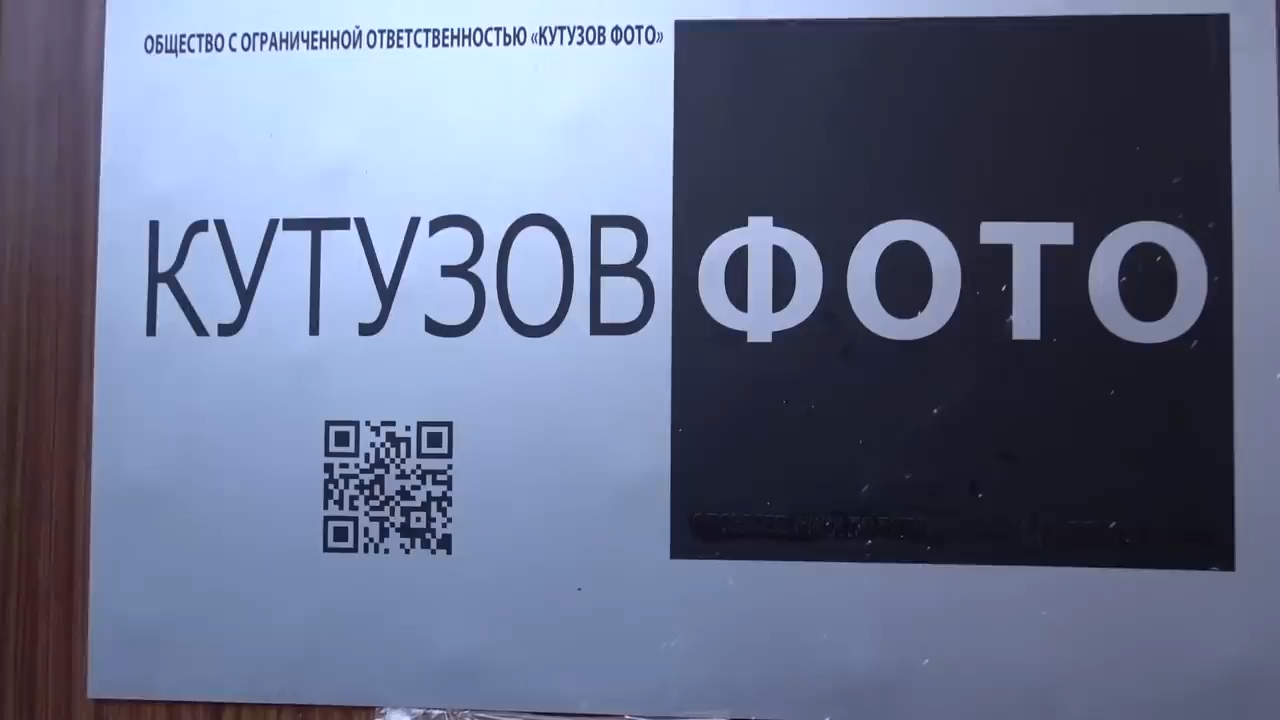 ОБЩЕСТВО С ОГРАНИЧЕННОЙ ОТВЕТСТВЕННОСТЬЮ «КУТУЗОВ ФОТО»
КУТУЗОВ ФОТО